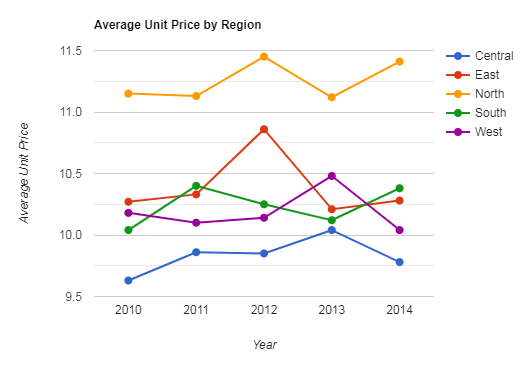 Average Unit Price by Region
11.5
11.0
10.5
10.0
9.5
Average Unit Price
2010 2011 2012 2013 2014
Year
Central
East
North
South
West